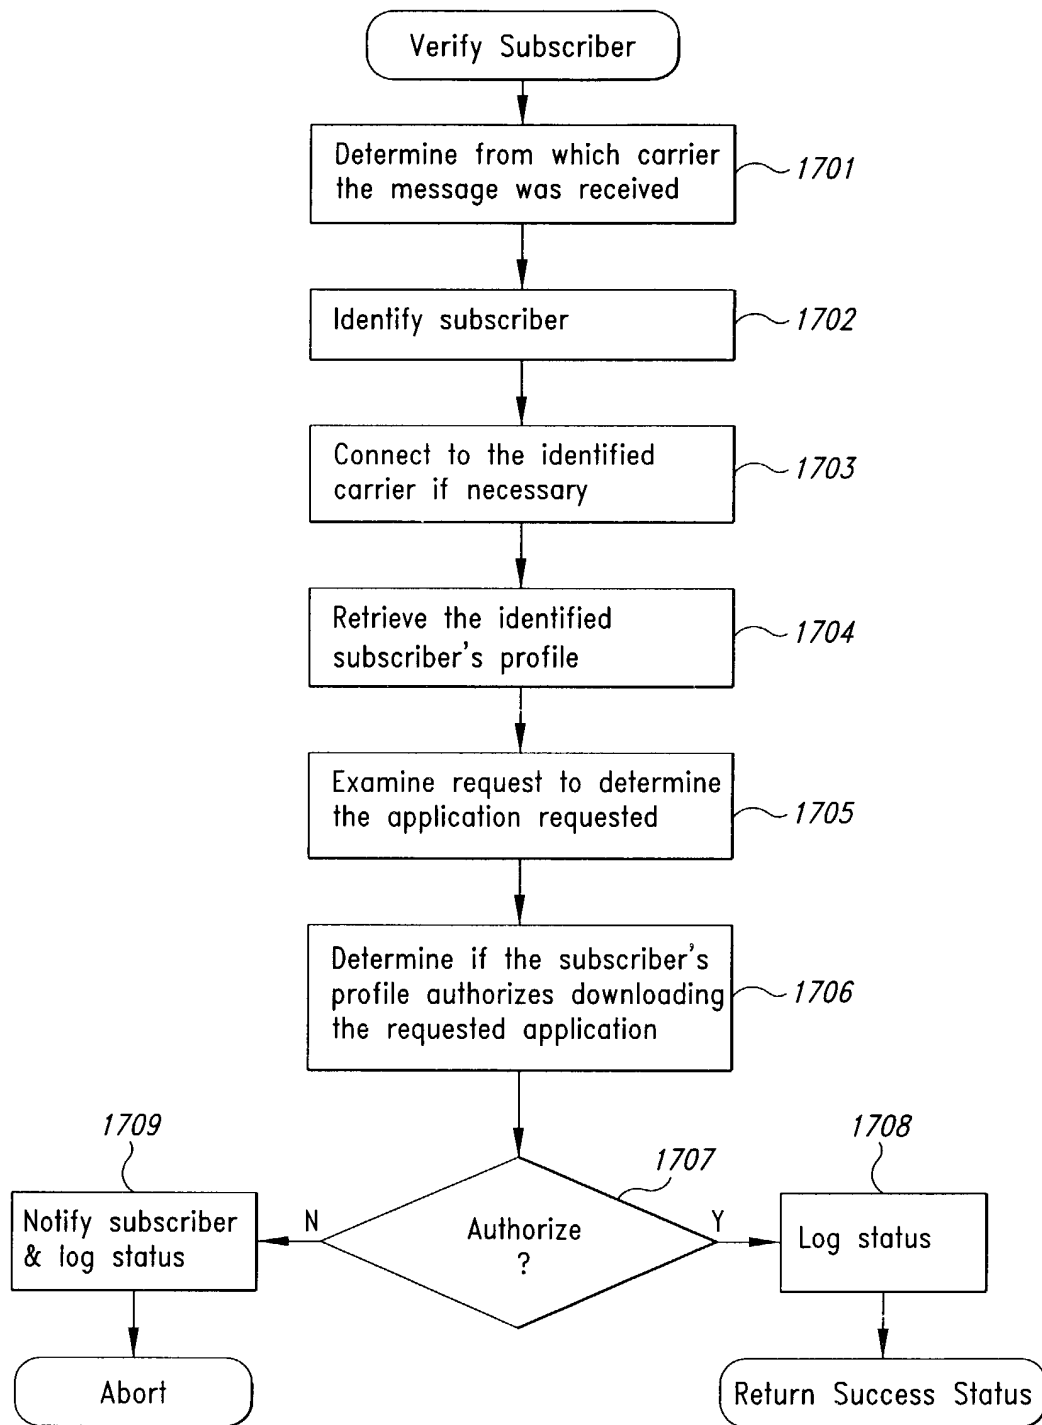 Verify Subscriber
Determine from which carrier
the message was received
1701
Identify subscriber
1702
Connect to the identified
carrier if necessary
1703
Retrieve the identified
subscriber's profile
1704
Examine request to determine
the application requested
1705
Determine if the subscriber's
profile authorizes downloading
the requested application
1706
1709
1707
1708
Notify subscriber
& log status
N
Authorize
?
Y
Log status
Abort
Return Success Status